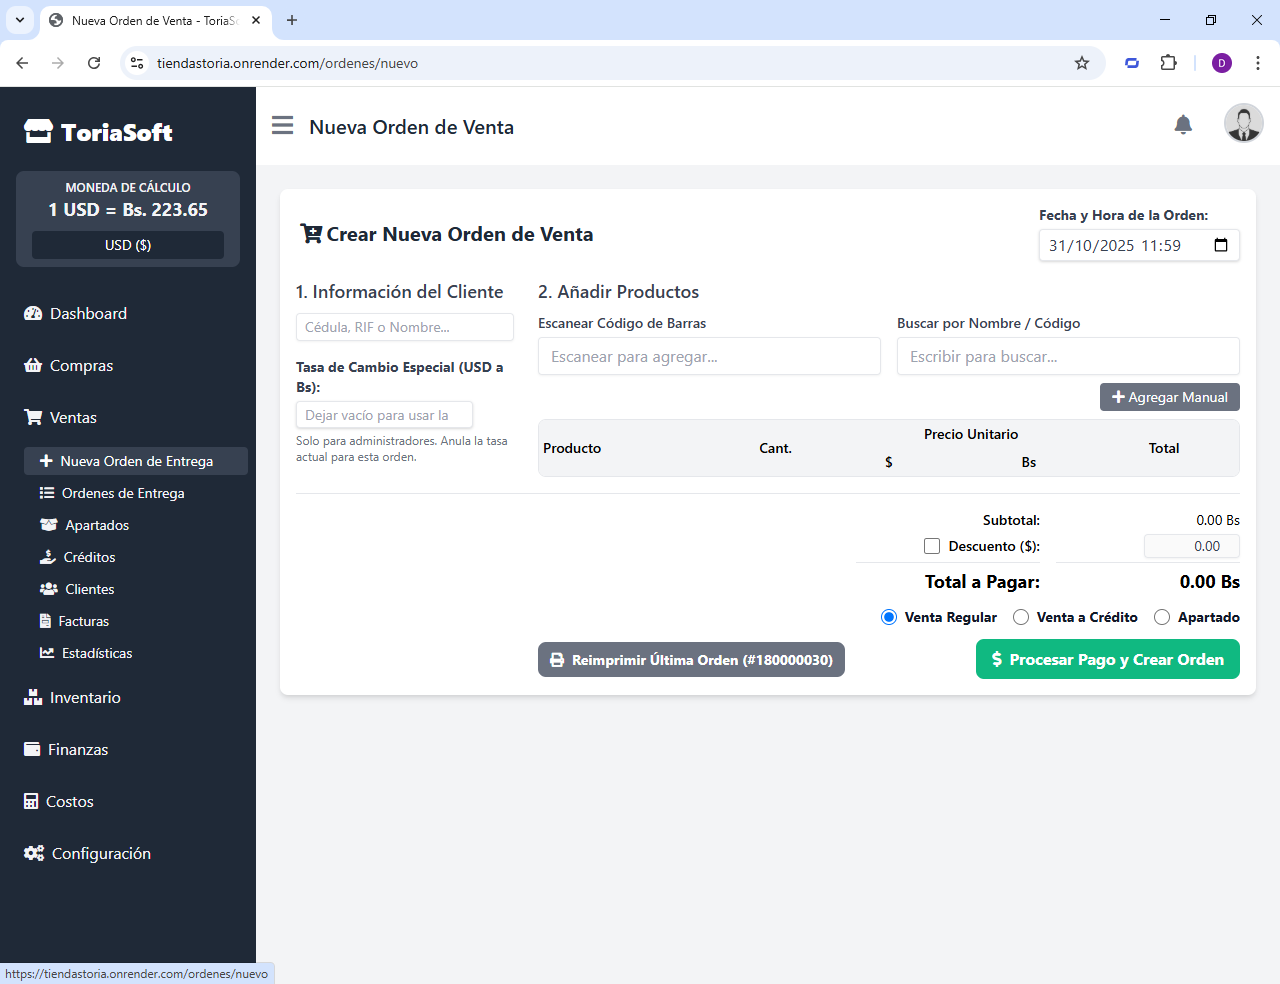 Nueva Orden de Venta - ToriaSo
tiendastoria.onrender.com/ordenes/nuevo
D
ToriaSoft
MONEDA DE CÁLCULO
1 USD = Bs. 223.65
USD ($)
Dashboard
Compras
Ventas
Nueva Orden de Entrega
Ordenes de Entrega
Apartados
Créditos
Clientes
Facturas
Estadísticas
Inventario
Finanzas
Costos
Configuración
https://tiendastoria.onrender.com/ordenes/nuevo
Nueva Orden de Venta
Crear Nueva Orden de Venta
Fecha y Hora de la Orden:
31/10/2025 11:59
1. Información del Cliente
Cédula, RIF o Nombre...
Tasa de Cambio Especial (USD a
Bs):
Dejar vacío para usar la
Solo para administradores. Anula la tasa
actual para esta orden.
2. Añadir Productos
Escanear Código de Barras
Escanear para agregar...
Buscar por Nombre / Código
Escribir para buscar...
Agregar Manual
Producto Cant. Precio Unitario Total
$ Bs
Subtotal: 0.00 Bs
Descuento ($): 0.00
Total a Pagar: 0.00 Bs
Venta Regular Venta a Crédito Apartado
Reimprimir Última Orden (#180000030)
$ Procesar Pago y Crear Orden